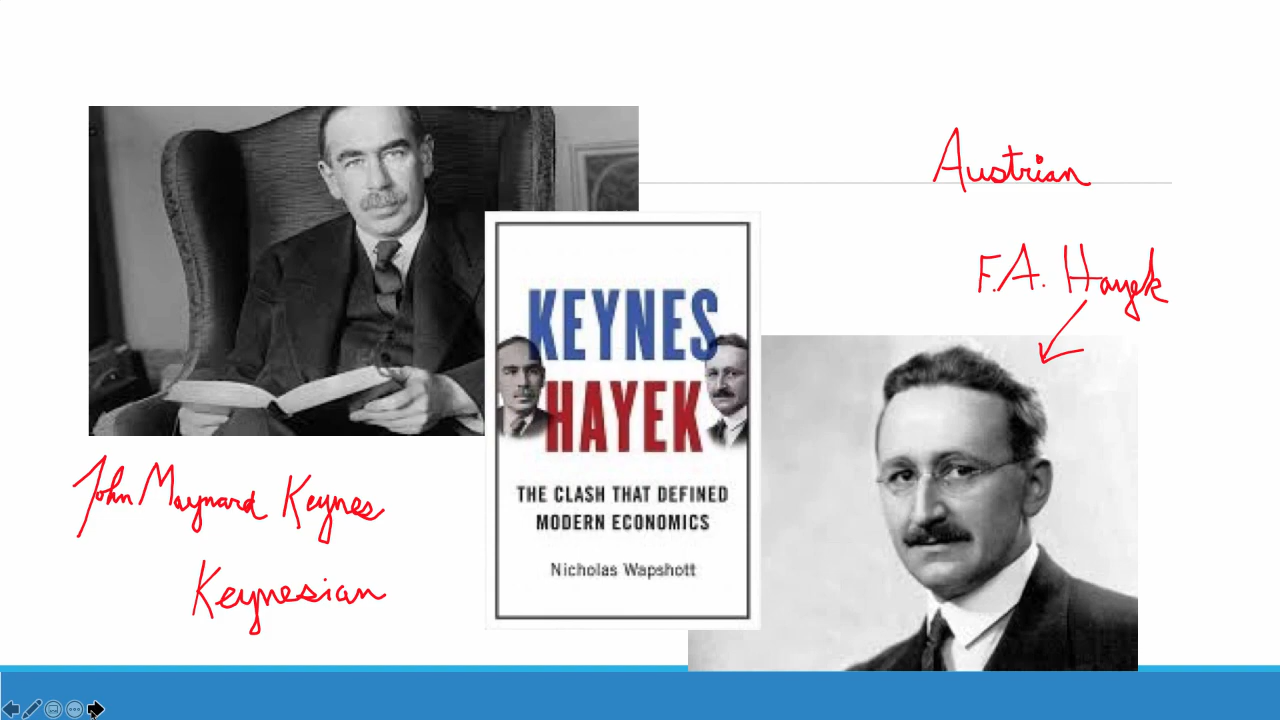 Austrian
F.A. Hayek
KEYNES
HAYEK
THE CLASH THAT DEFINED
MODERN ECONOMICS
Nicholas Wapshott
John Maynard Keynes
Keynesian